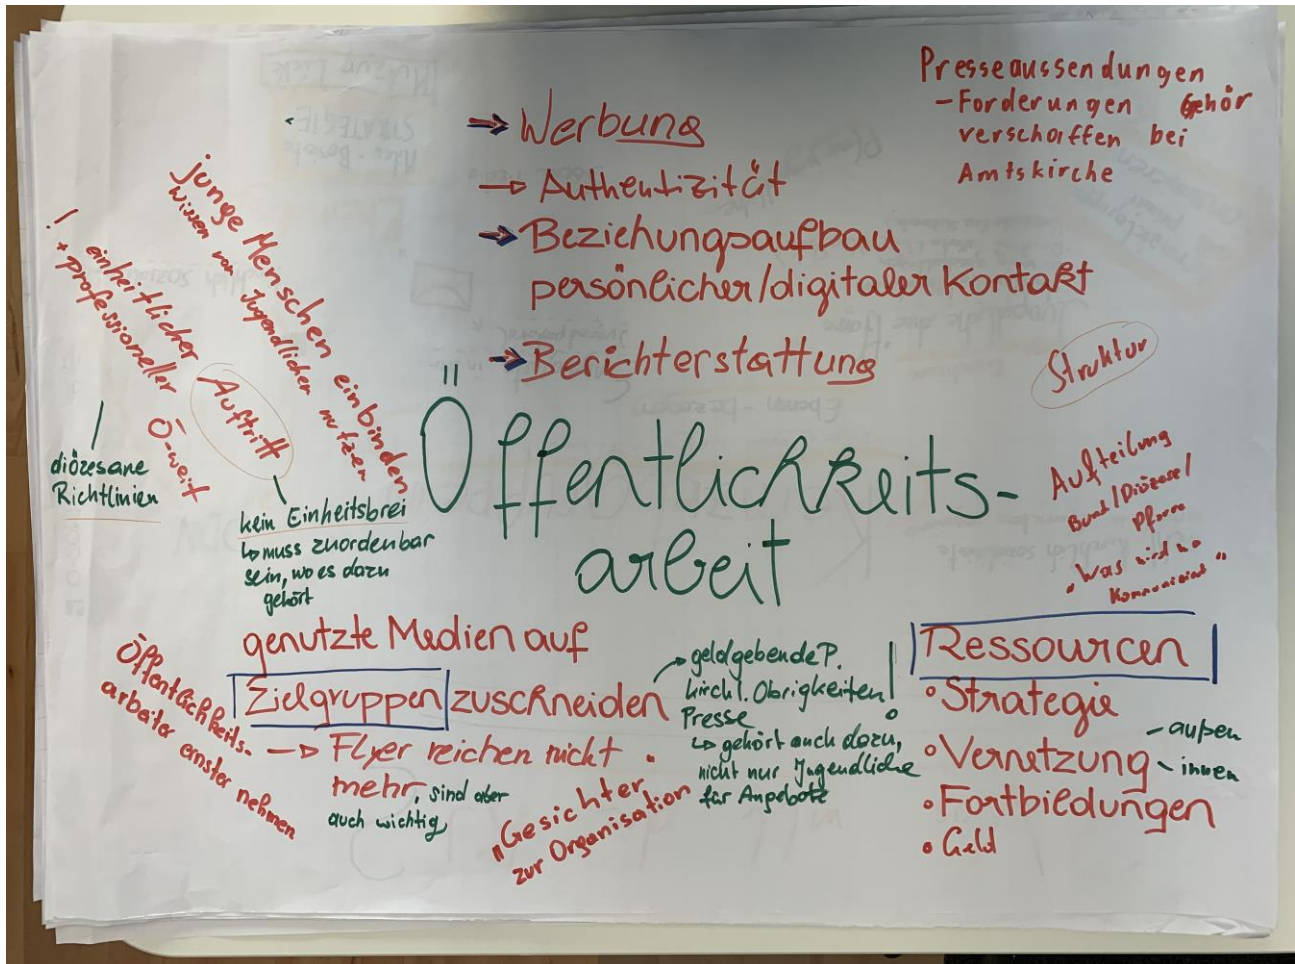 Presseaussendungen
- Forderungen Gehör
verschaffen bei
Amtskirche
→ Werbung
→ Authentizität
→ Beziehungsaufbau
persönlicher/digitaler Kontakt
→ Berichterstattung
junge Menschen einbinden
Wissen von Jugendlichen nutzen
einheitlicher
! + professioneller Ö-weit
Auftritt
diözesane
Richtlinien
kein Einheitsbrei
↳ muss zuordenbar
sein, wo es dazu
gehört
Öffentlichkeits-
arbeit
Struktur
Aufteilung
Bund/Diözese/
Pfarre
"Was wird wo
kommuniziert"
genutzte Medien auf
Zielgruppen zuschneiden
→ Flyer reichen nicht
mehr, sind aber
auch wichtig
→ geldgebende P.
kirchl. Obrigkeiten !
Presse
↳ gehört auch dazu,
nicht nur Jugendliche
für Angebote
Öffentlichkeits-
arbeiter ernster nehmen
"Gesichter"
zur Organisation
Ressourcen
• Strategie
• Vernetzung - außen
- innen
• Fortbildungen
• Geld